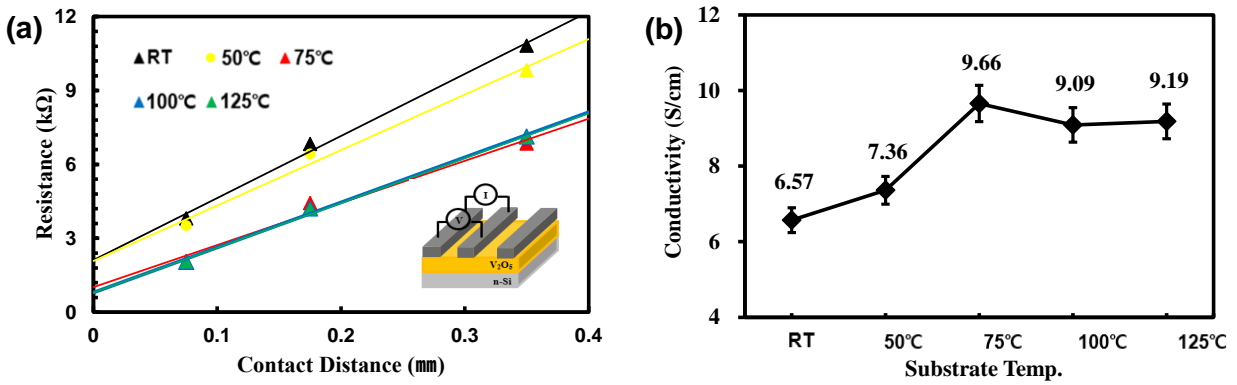 (a)
12
9
6
3
0
Resistance (kΩ)
RT 50℃ 75℃
100℃ 125℃
I
V
V₂O₅
n-Si
0 0.1 0.2 0.3 0.4
Contact Distance (㎜)
(b)
12
10
8
6
4
Conductivity (S/cm)
6.57
7.36
9.66
9.09
9.19
RT 50℃ 75℃ 100℃ 125℃
Substrate Temp.